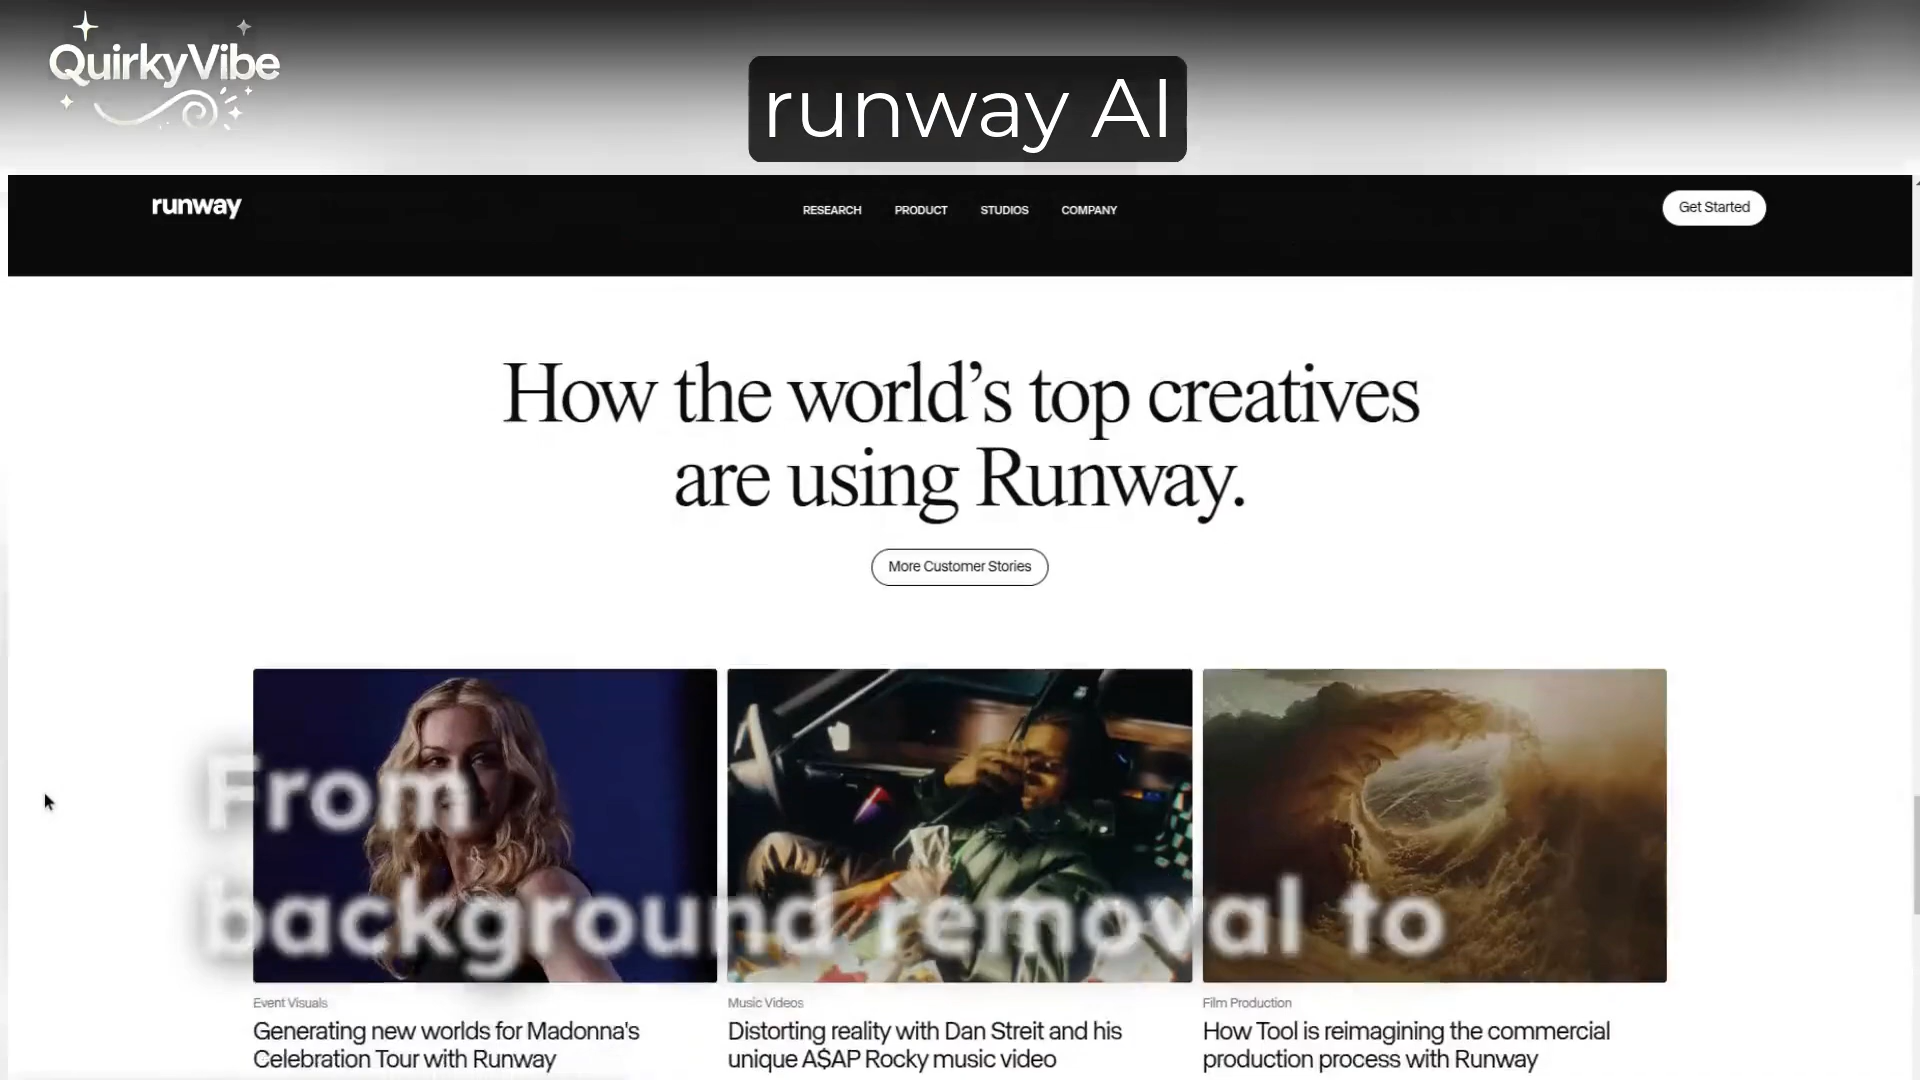 QuirkyVibe
runway AI
runway
RESEARCH
PRODUCT
STUDIOS
COMPANY
Get Started
How the world’s top creatives
are using Runway.
More Customer Stories
From
background removal to
Event Visuals
Generating new worlds for Madonna's
Celebration Tour with Runway
Music Videos
Distorting reality with Dan Streit and his
unique A$AP Rocky music video
Film Production
How Tool is reimagining the commercial
production process with Runway